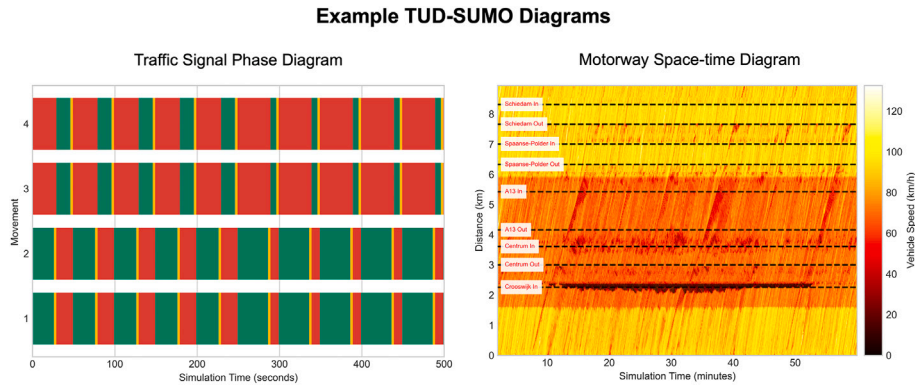 Example TUD-SUMO Diagrams
Traffic Signal Phase Diagram
4
3
2
1
Movement
0
100
200
300
400
500
Simulation Time (seconds)
Motorway Space-time Diagram
8
7
6
5
4
3
2
1
0
Distance (km)
Schiedam In
Schiedam Out
Spaanse-Polder In
Spaanse-Polder Out
A13 In
A13 Out
Centrum In
Centrum Out
Crooswijk In
10
20
30
40
50
Simulation Time (minutes)
120
100
80
60
40
20
0
Vehicle Speed (km/h)